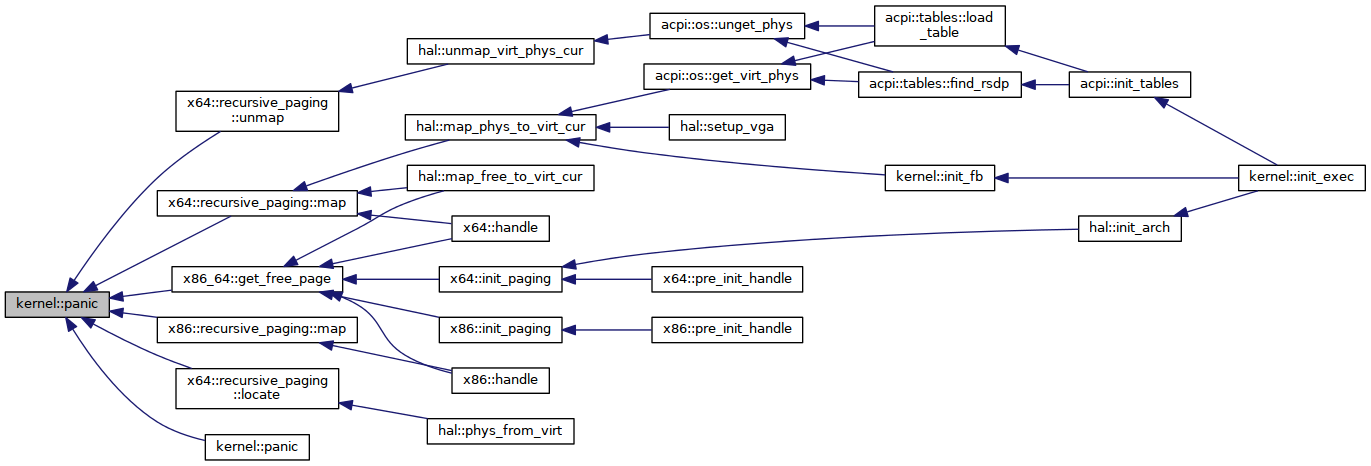 acpi::os::unget_phys
acpi::tables::load
_table
hal::unmap_virt_phys_cur
acpi::os::get_virt_phys
acpi::tables::find_rsdp
acpi::init_tables
x64::recursive_paging
::unmap
hal::map_phys_to_virt_cur
hal::setup_vga
hal::map_free_to_virt_cur
kernel::init_fb
kernel::init_exec
x64::recursive_paging::map
x64::handle
hal::init_arch
x86_64::get_free_page
x64::init_paging
x64::pre_init_handle
kernel::panic
x86::recursive_paging::map
x86::init_paging
x86::pre_init_handle
x64::recursive_paging
::locate
x86::handle
hal::phys_from_virt
kernel::panic